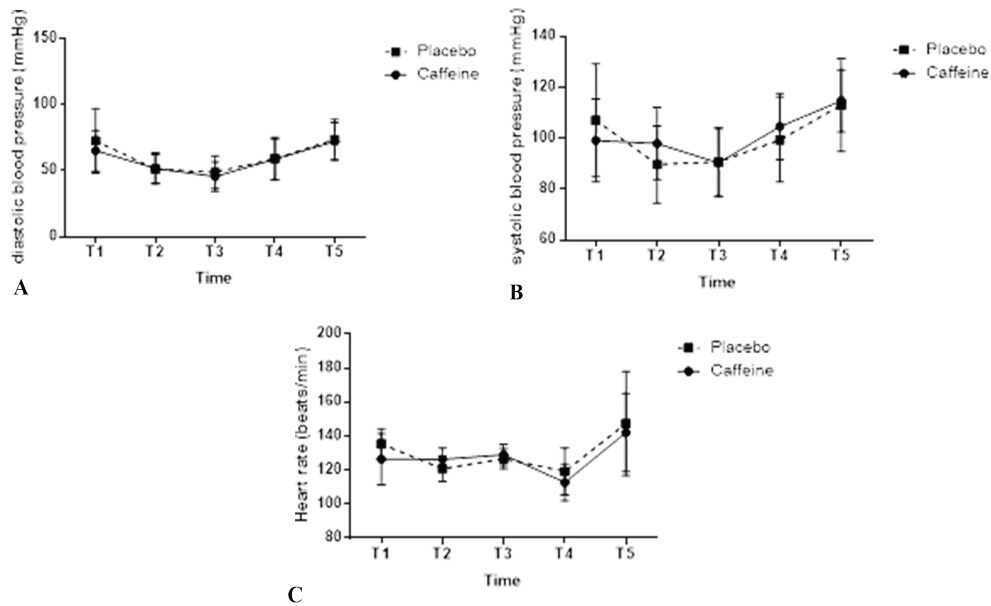 diastolic blood pressure (mmHg)
150
100
50
0
T1 T2 T3 T4 T5
Time
Placebo
Caffeine
A
systolic blood pressure (mmHg)
140
120
100
80
60
T1 T2 T3 T4 T5
Time
Placebo
Caffeine
B
Heart rate (beats/min)
200
180
160
140
120
100
80
T1 T2 T3 T4 T5
Time
Placebo
Caffeine
C